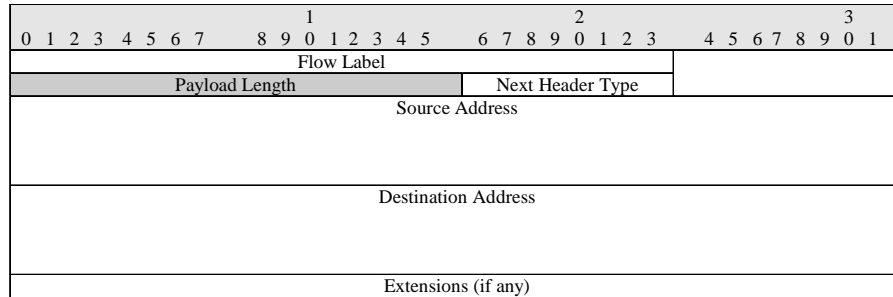 1 2 3
0 1 2 3 4 5 6 7 8 9 0 1 2 3 4 5 6 7 8 9 0 1 2 3 4 5 6 7 8 9 0 1
Flow Label
Payload Length Next Header Type
Source Address
Destination Address
Extensions (if any)